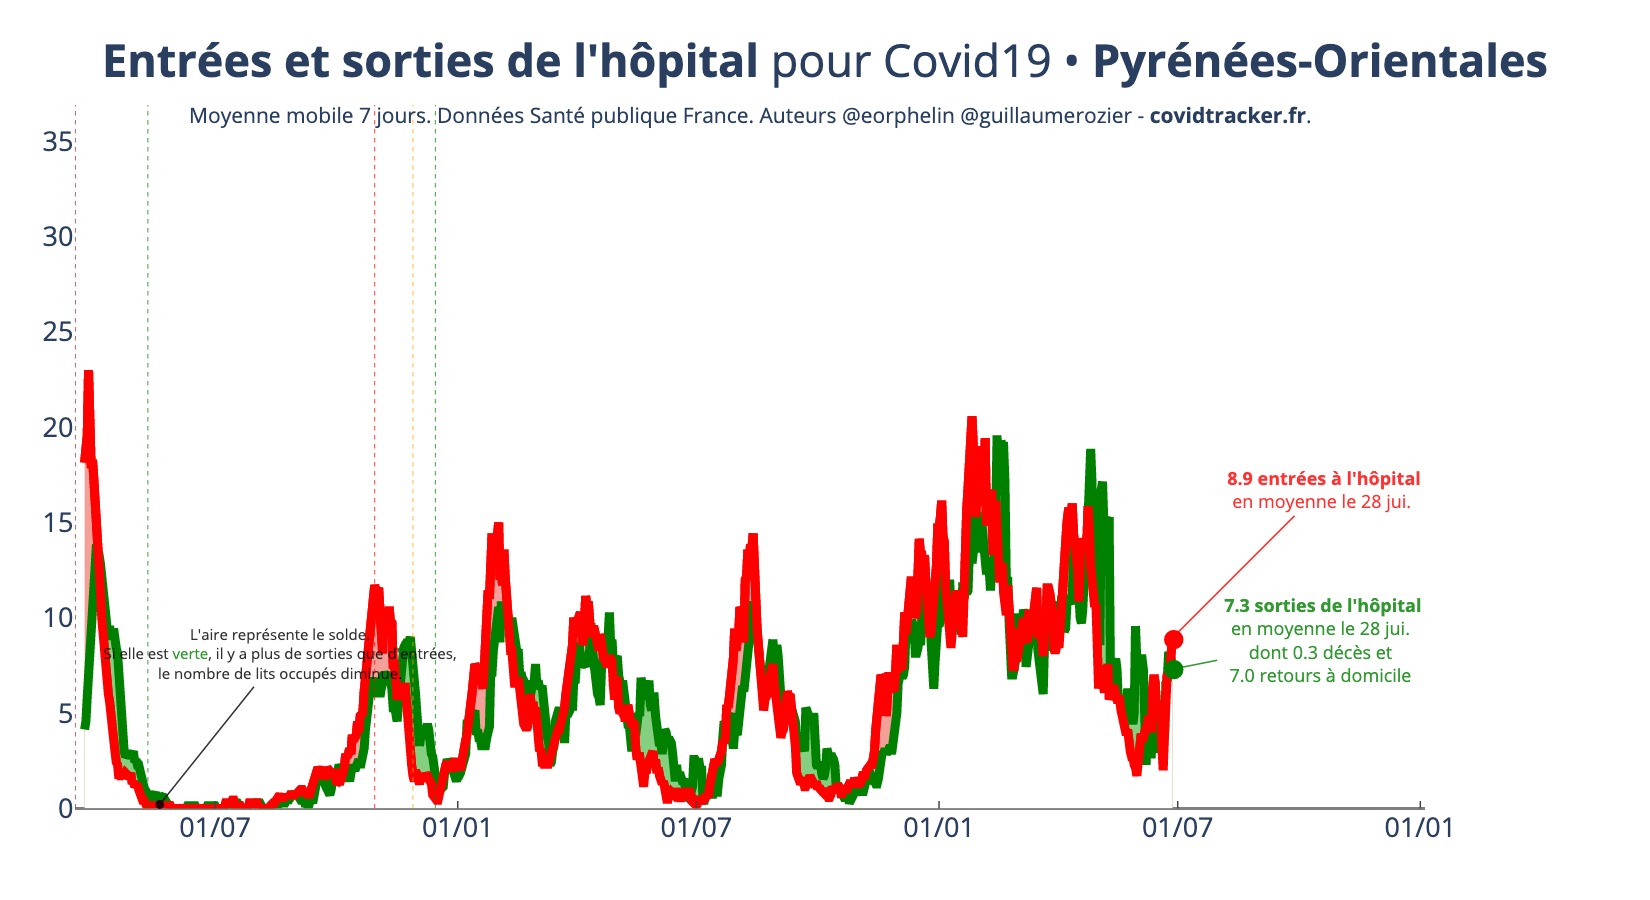 Entrées et sorties de l'hôpital pour Covid19 • Pyrénées-Orientales
Moyenne mobile 7 jours. Données Santé publique France. Auteurs @eorphelin @guillaumerozier - covidtracker.fr.
35
30
25
20
15
10
5
0
L'aire représente le solde.
Si elle est verte, il y a plus de sorties que d'entrées,
le nombre de lits occupés diminue.
8.9 entrées à l'hôpital
en moyenne le 28 jui.
7.3 sorties de l'hôpital
en moyenne le 28 jui.
dont 0.3 décès et
7.0 retours à domicile
01/07
01/01
01/07
01/01
01/07
01/01